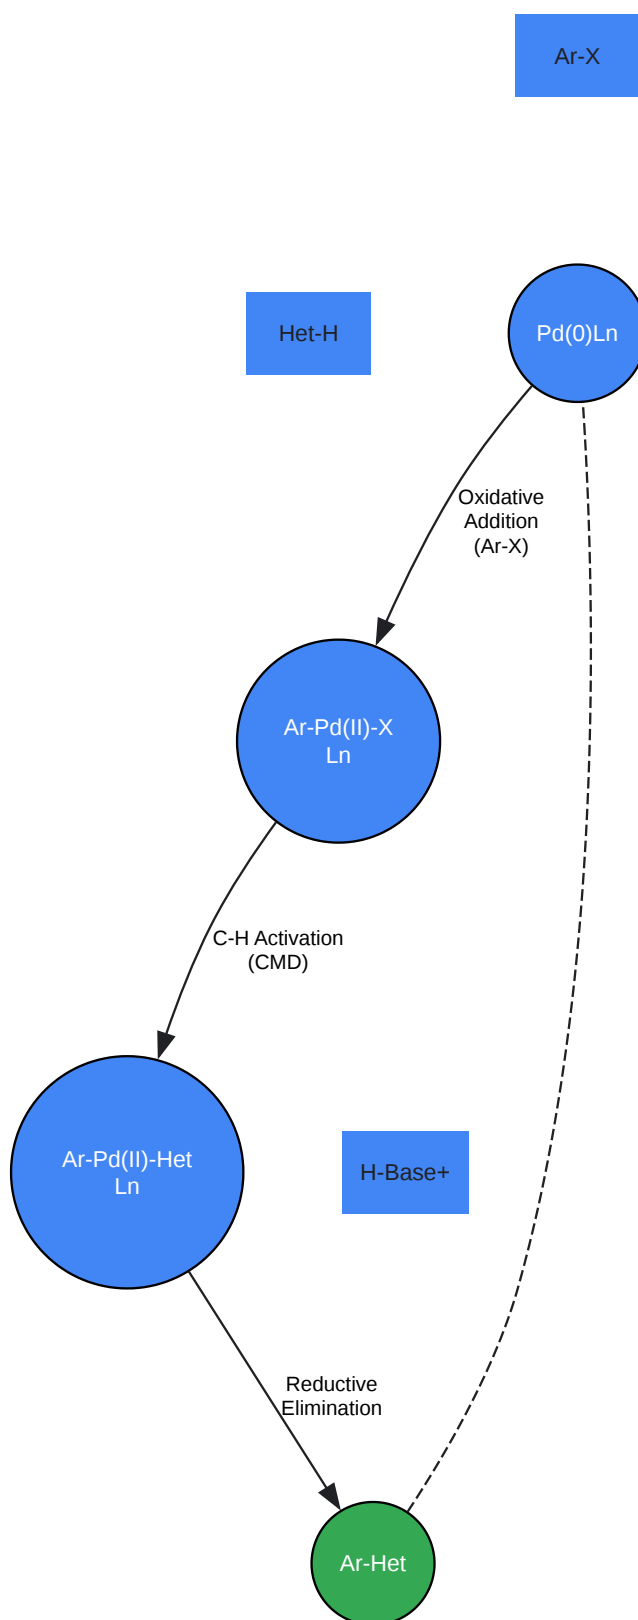 Ar-X
Het-H
Pd(0)Ln
Oxidative
Addition
(Ar-X)
Ar-Pd(II)-X
Ln
C-H Activation
(CMD)
Ar-Pd(II)-Het
Ln
H-Base+
Reductive
Elimination
Ar-Het